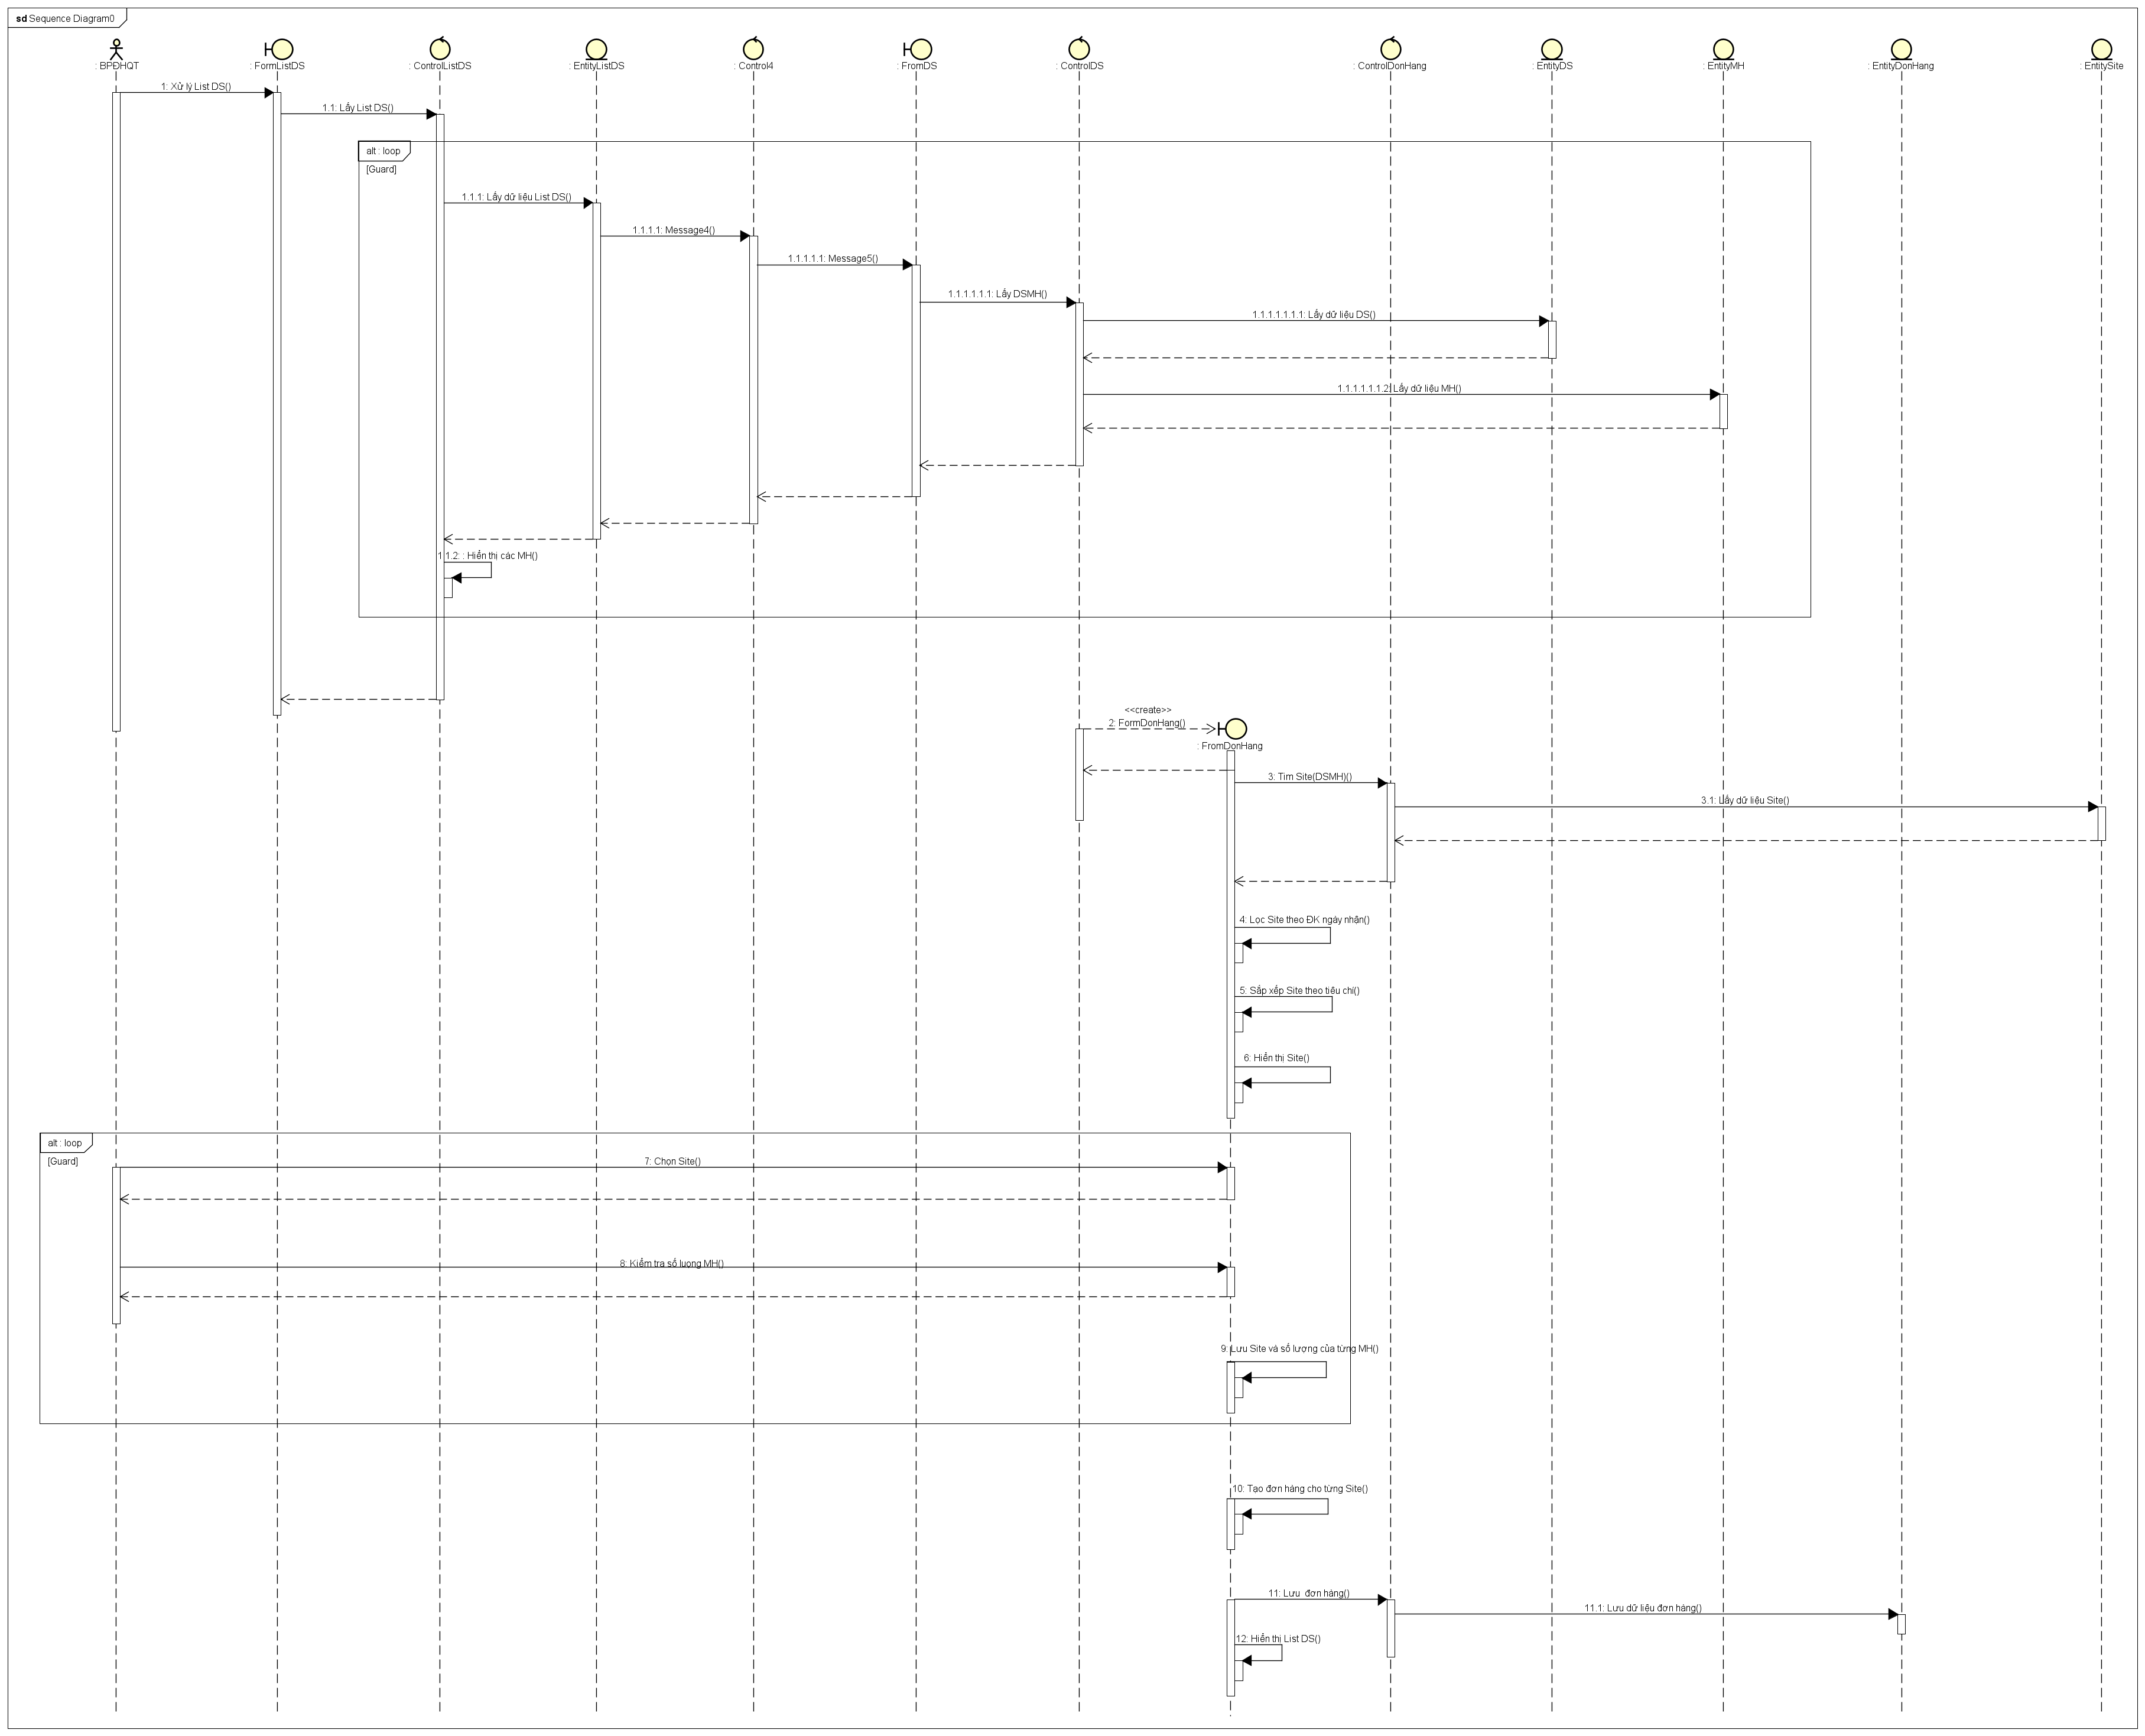 sd Sequence Diagram0
: BPĐHQT
: FormListDS
: ControlListDS
: EntityListDS
: Control4
: FromDS
: ControlDS
: ControlDonHang
: EntityDS
: EntityMH
: EntityDonHang
: EntitySite
1: Xử lý List DS()
1.1: Lấy List DS()
alt : loop
[Guard]
1.1.1: Lấy dữ liệu List DS()
1.1.1.1: Message4()
1.1.1.1.1: Message5()
1.1.1.1.1.1: Lấy DSMH()
1.1.1.1.1.1.1: Lấy dữ liệu DS()
1.1.1.1.1.1.2: Lấy dữ liệu MH()
1.1.2: : Hiển thị các MH()
<<create>>
2: FormDonHang()
: FromDonHang
3: Tìm Site(DSMH)()
3.1: Lấy dữ liệu Site()
4: Lọc Site theo ĐK ngày nhận()
5: Sắp xếp Site theo tiêu chí()
6: Hiển thị Site()
alt : loop
[Guard]
7: Chọn Site()
8: Kiểm tra số luong MH()
9: Lưu Site và số lượng của từng MH()
10: Tạo đơn hàng cho từng Site()
11: Lưu  đơn hàng()
11.1: Lưu dữ liệu đơn hàng()
12: Hiển thị List DS()